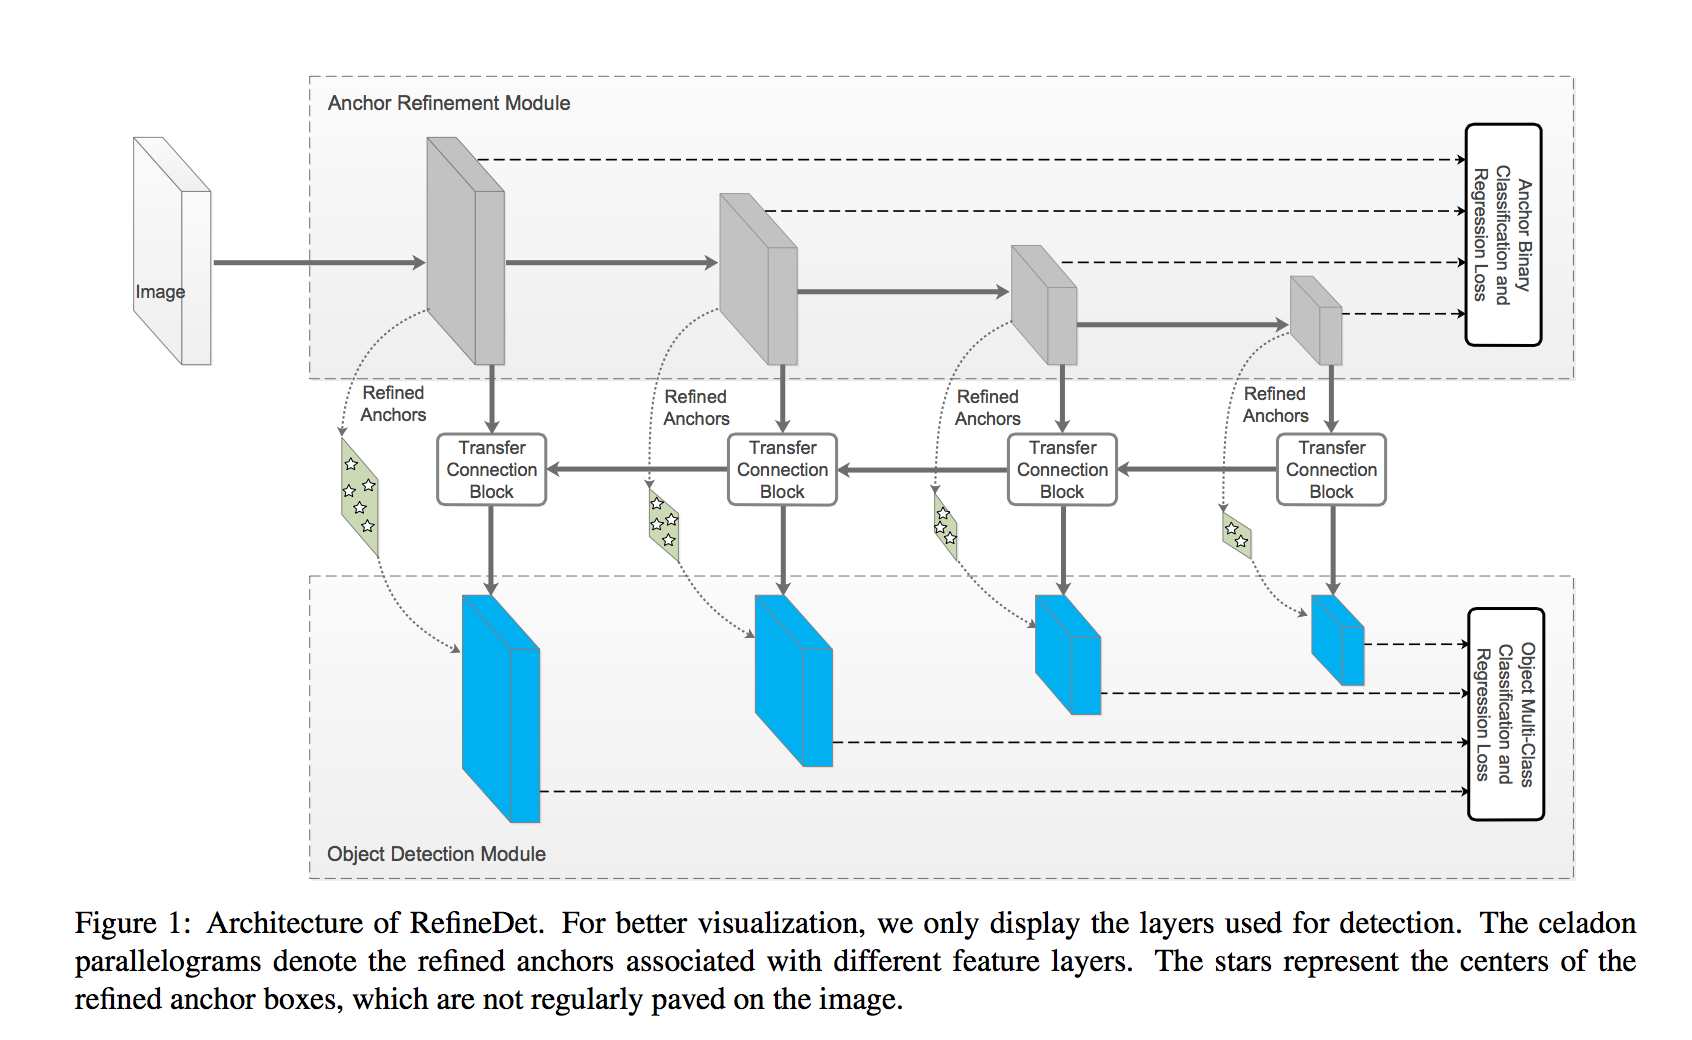 Anchor Refinement Module
Image
Anchor Binary
Classification and
Regression Loss
Refined
Anchors
Refined
Anchors
Refined
Anchors
Refined
Anchors
Transfer
Connection
Block
Transfer
Connection
Block
Transfer
Connection
Block
Transfer
Connection
Block
Object Multi-Class
Classification and
Regression Loss
Object Detection Module
Figure 1: Architecture of RefineDet. For better visualization, we only display the layers used for detection. The celadon
parallelograms denote the refined anchors associated with different feature layers. The stars represent the centers of the
refined anchor boxes, which are not regularly paved on the image.